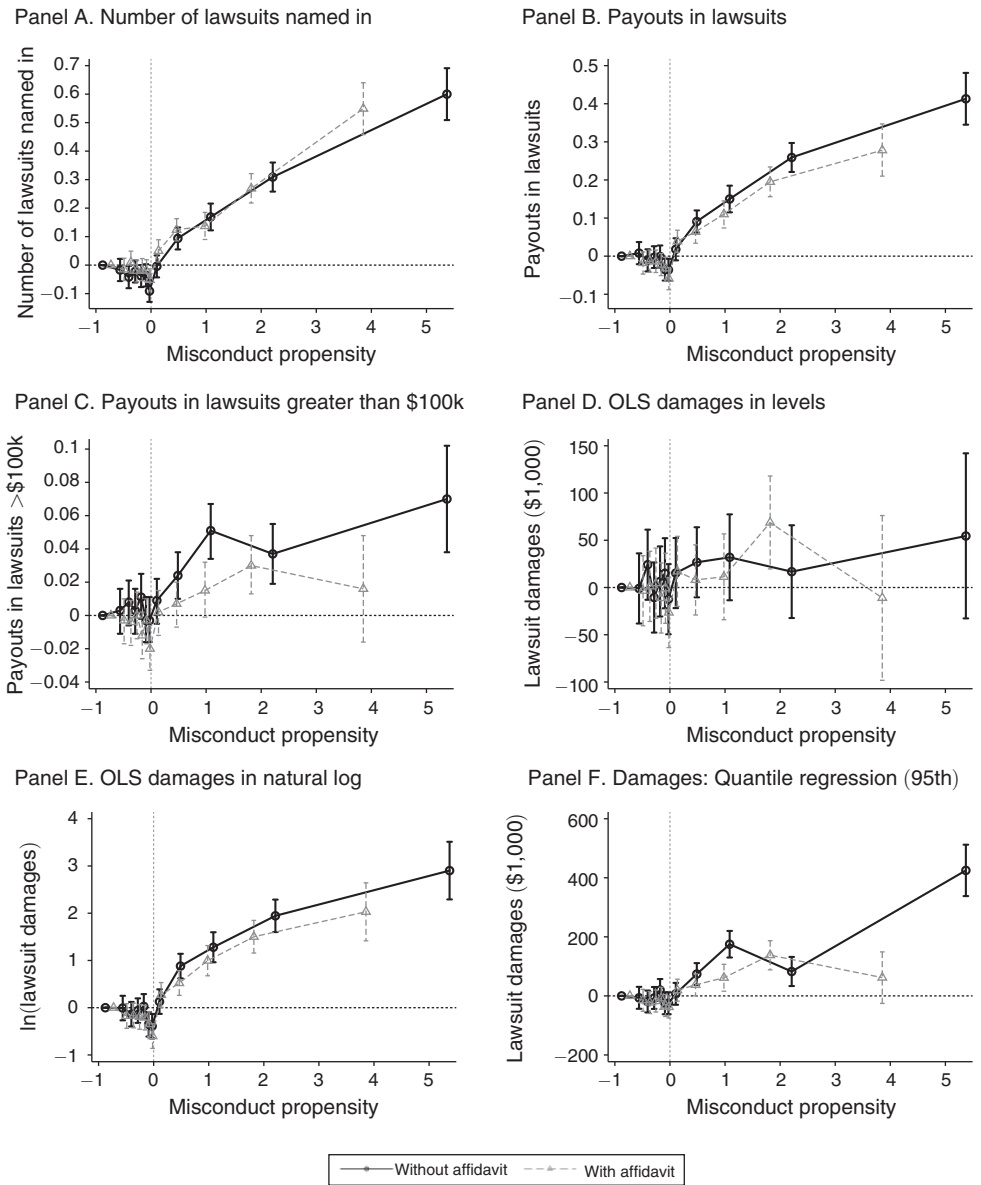 Panel A. Number of lawsuits named in
Number of lawsuits named in
0.7
0.6
0.5
0.4
0.3
0.2
0.1
0
−0.1
−1 0 1 2 3 4 5
Misconduct propensity
Panel B. Payouts in lawsuits
Payouts in lawsuits
0.5
0.4
0.3
0.2
0.1
0
−0.1
−1 0 1 2 3 4 5
Misconduct propensity
Panel C. Payouts in lawsuits greater than $100k
Payouts in lawsuits >$100k
0.1
0.08
0.06
0.04
0.02
0
−0.02
−0.04
−1 0 1 2 3 4 5
Misconduct propensity
Panel D. OLS damages in levels
Lawsuit damages ($1,000)
150
100
50
0
−50
−100
−1 0 1 2 3 4 5
Misconduct propensity
Panel E. OLS damages in natural log
ln(lawsuit damages)
4
3
2
1
0
−1
−1 0 1 2 3 4 5
Misconduct propensity
Panel F. Damages: Quantile regression (95th)
Lawsuit damages ($1,000)
600
400
200
0
−200
−1 0 1 2 3 4 5
Misconduct propensity
Without affidavit With affidavit